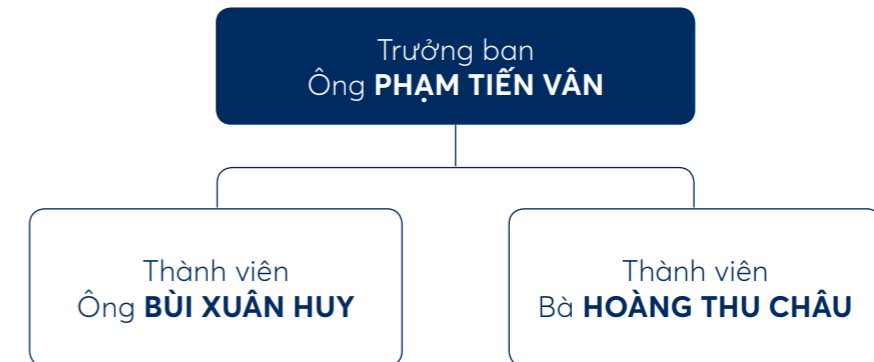 Trưởng ban
Ông PHẠM TIẾN VÂN
Thành viên
Ông BÙI XUÂN HUY
Thành viên
Bà HOÀNG THU CHÂU